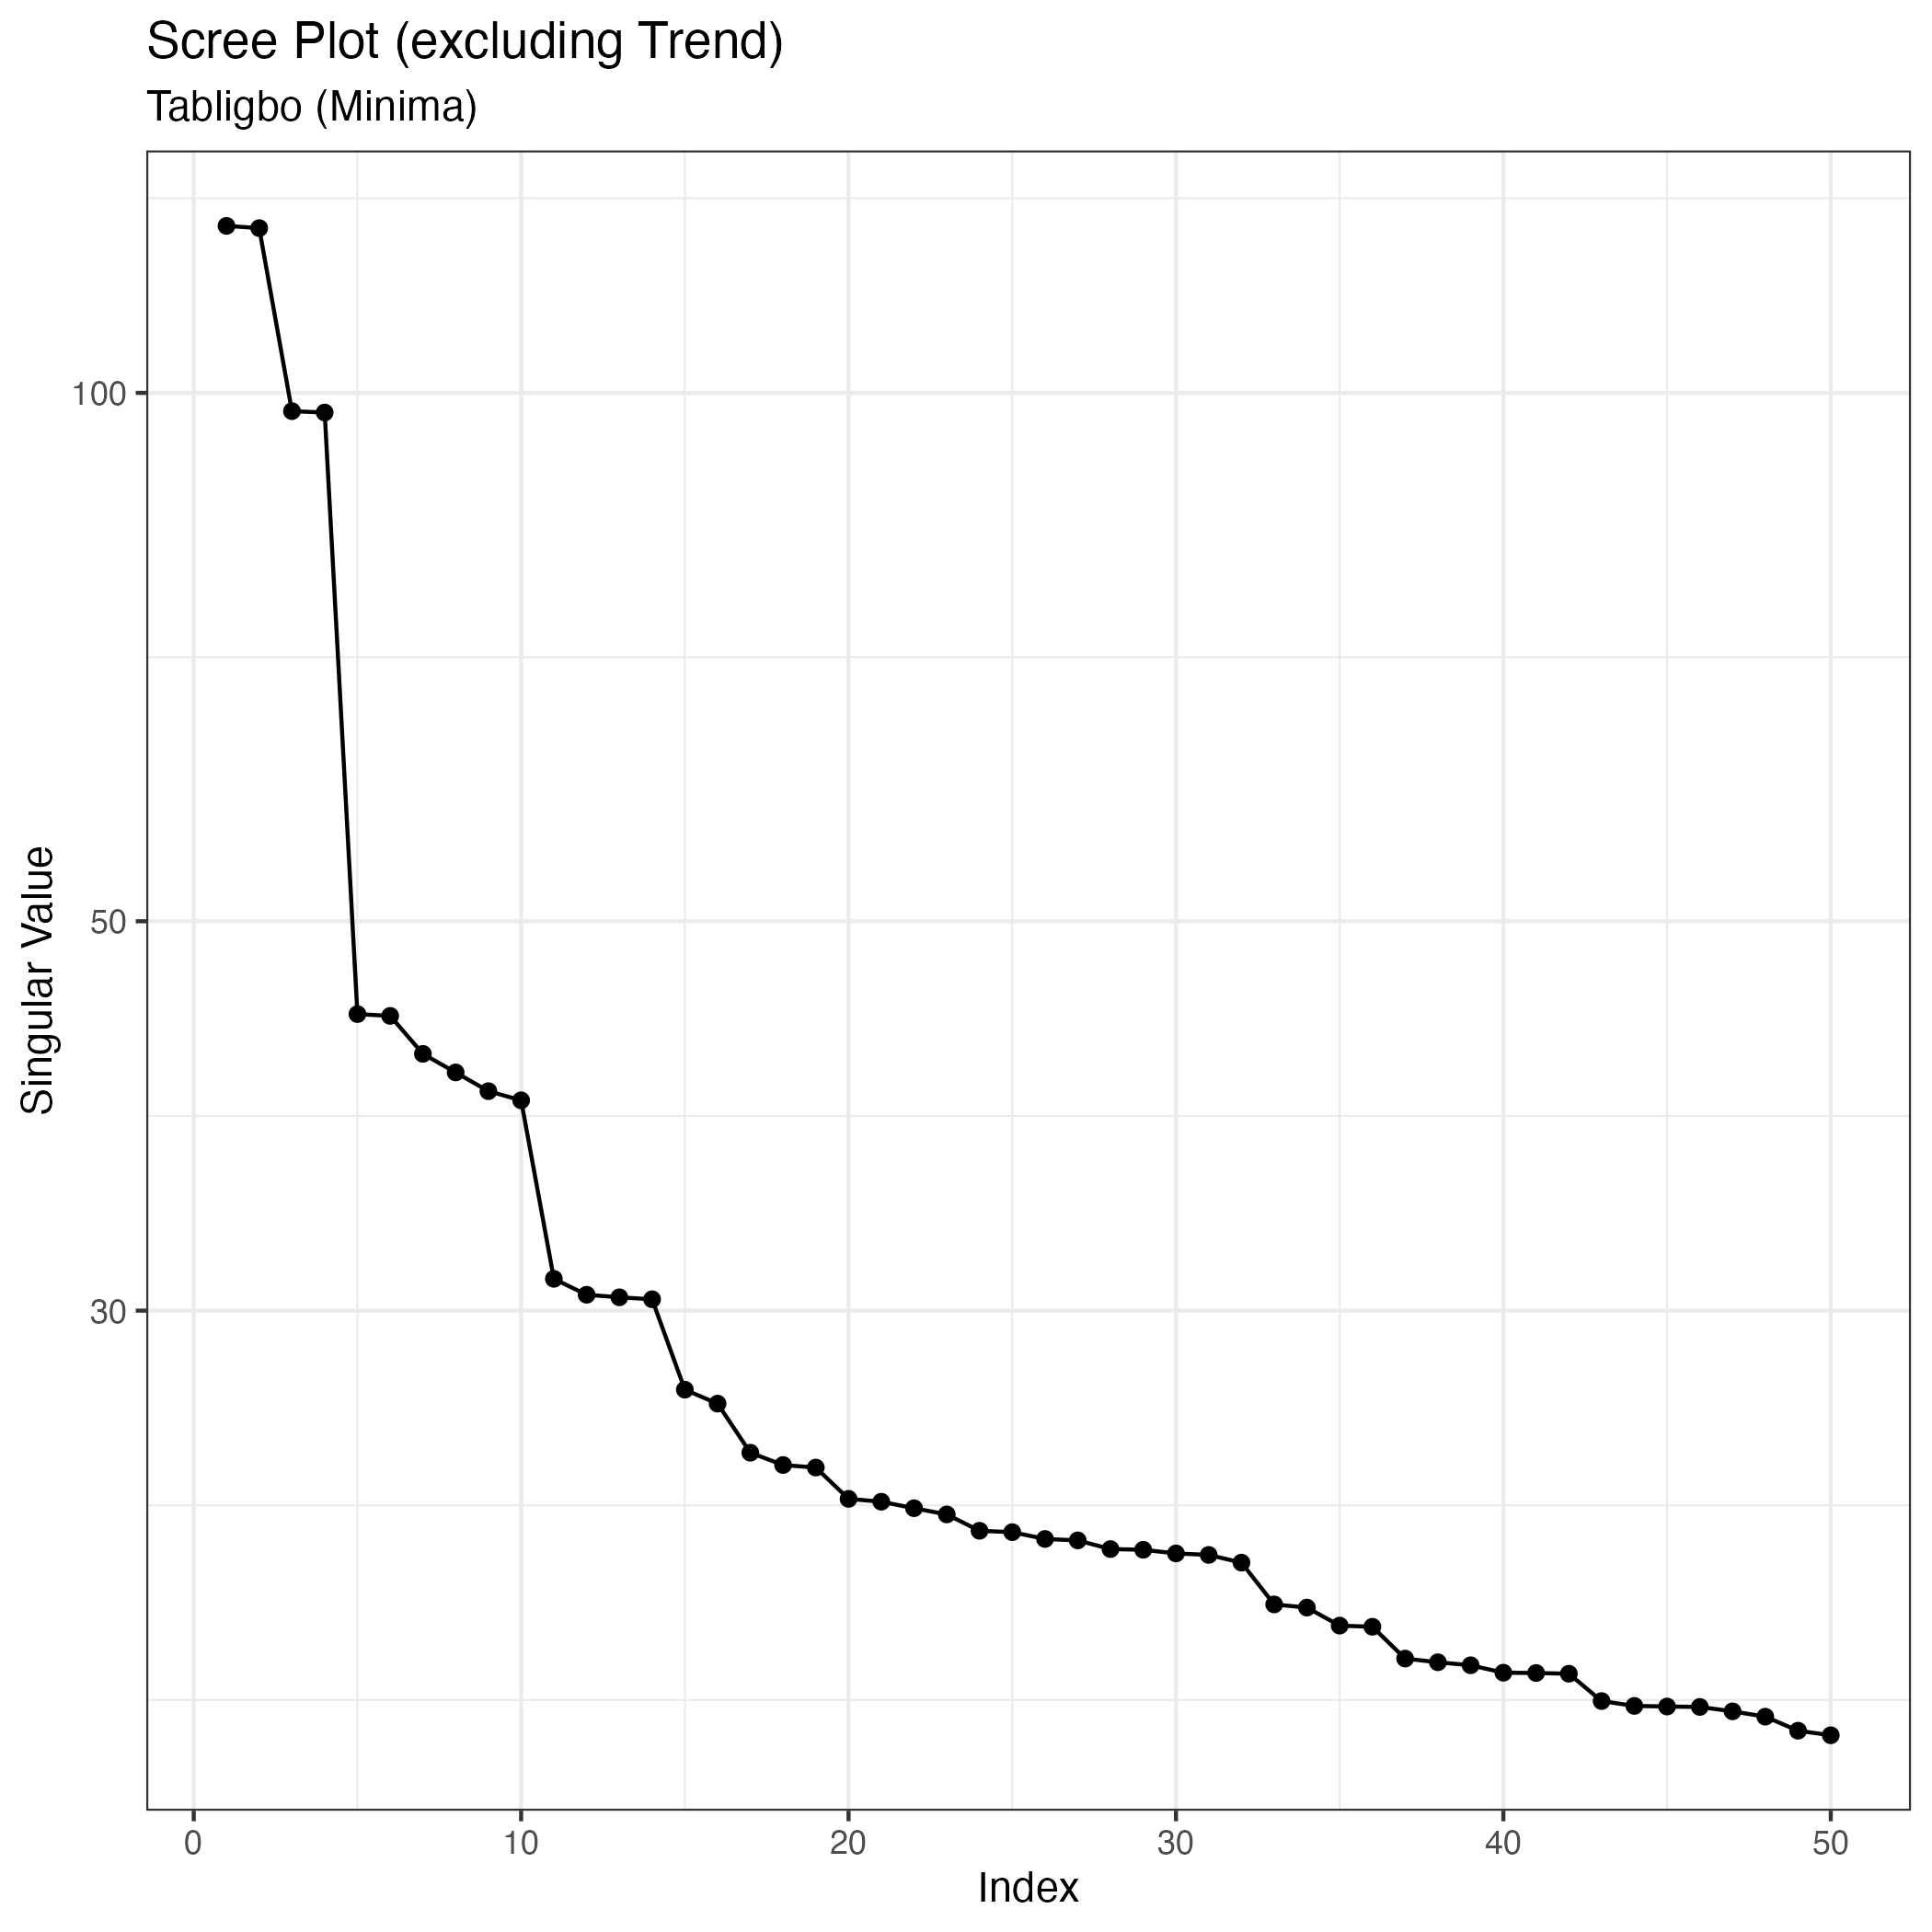 Scree Plot (excluding Trend)
Tabligbo (Minima)
Singular Value
100
50
30
0 10 20 30 40 50
Index